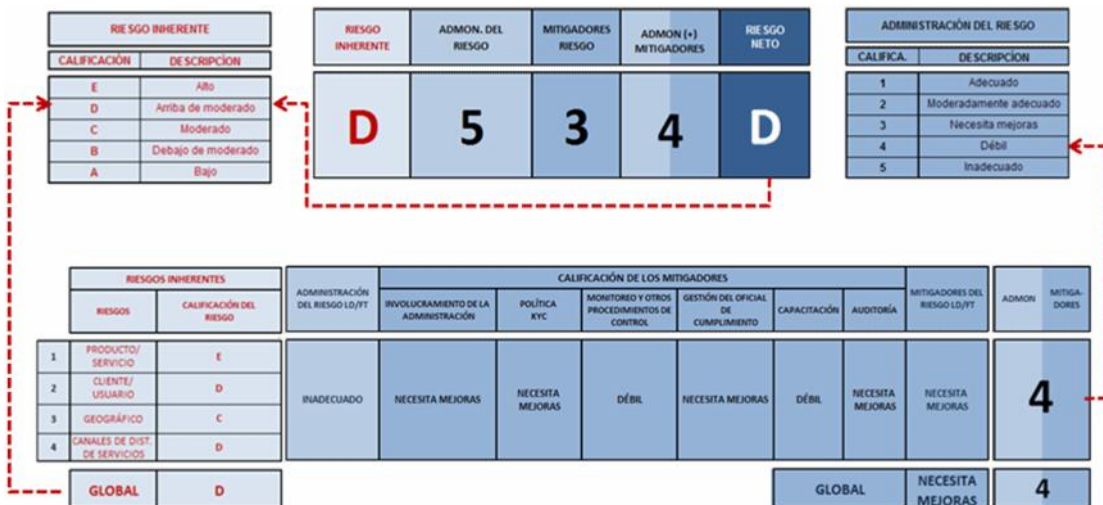 RIESGO INHERENTE
CALIFICACIÓN DESCRIPCÍON
E Alto
D Arriba de moderado
C Moderado
B Debajo de moderado
A Bajo
RIESGO INHERENTE
ADMON. DEL RIESGO
MITIGADORES RIESGO
ADMON (+) MITIGADORES
RIESGO NETO
D 5 3 4 D
ADMINISTRACIÓN DEL RIESGO
CALIFICA. DESCRIPCÍON
1 Adecuado
2 Moderadamente adecuado
3 Necesita mejoras
4 Débil
5 Inadecuado
RIESGOS INHERENTES
RIESGOS
CALIFICACIÓN DEL RIESGO
1 PRODUCTO/ SERVICIO E
2 CLIENTE/ USUARIO D
3 GEOGRÁFICO C
4 CANALES DE DIST. DE SERVICIOS D
GLOBAL D
ADMINISTRACIÓN DEL RIESGO LD/FT
INADECUADO
CALIFICACIÓN DE LOS MITIGADORES
INVOLUCRAMIENTO DE LA ADMINISTRACIÓN
POLÍTICA KYC
MONITOREO Y OTROS PROCEDIMIENTOS DE CONTROL
GESTIÓN DEL OFICIAL DE CUMPLIMIENTO
CAPACITACIÓN
AUDITORÍA
MITIGADORES DEL RIESGO LD/FT
NECESITA MEJORAS
NECESITA MEJORAS
DÉBIL
NECESITA MEJORAS
DÉBIL
NECESITA MEJORAS
NECESITA MEJORAS
GLOBAL
NECESITA MEJORAS
ADMON
MITIGA-
DORES
4
4